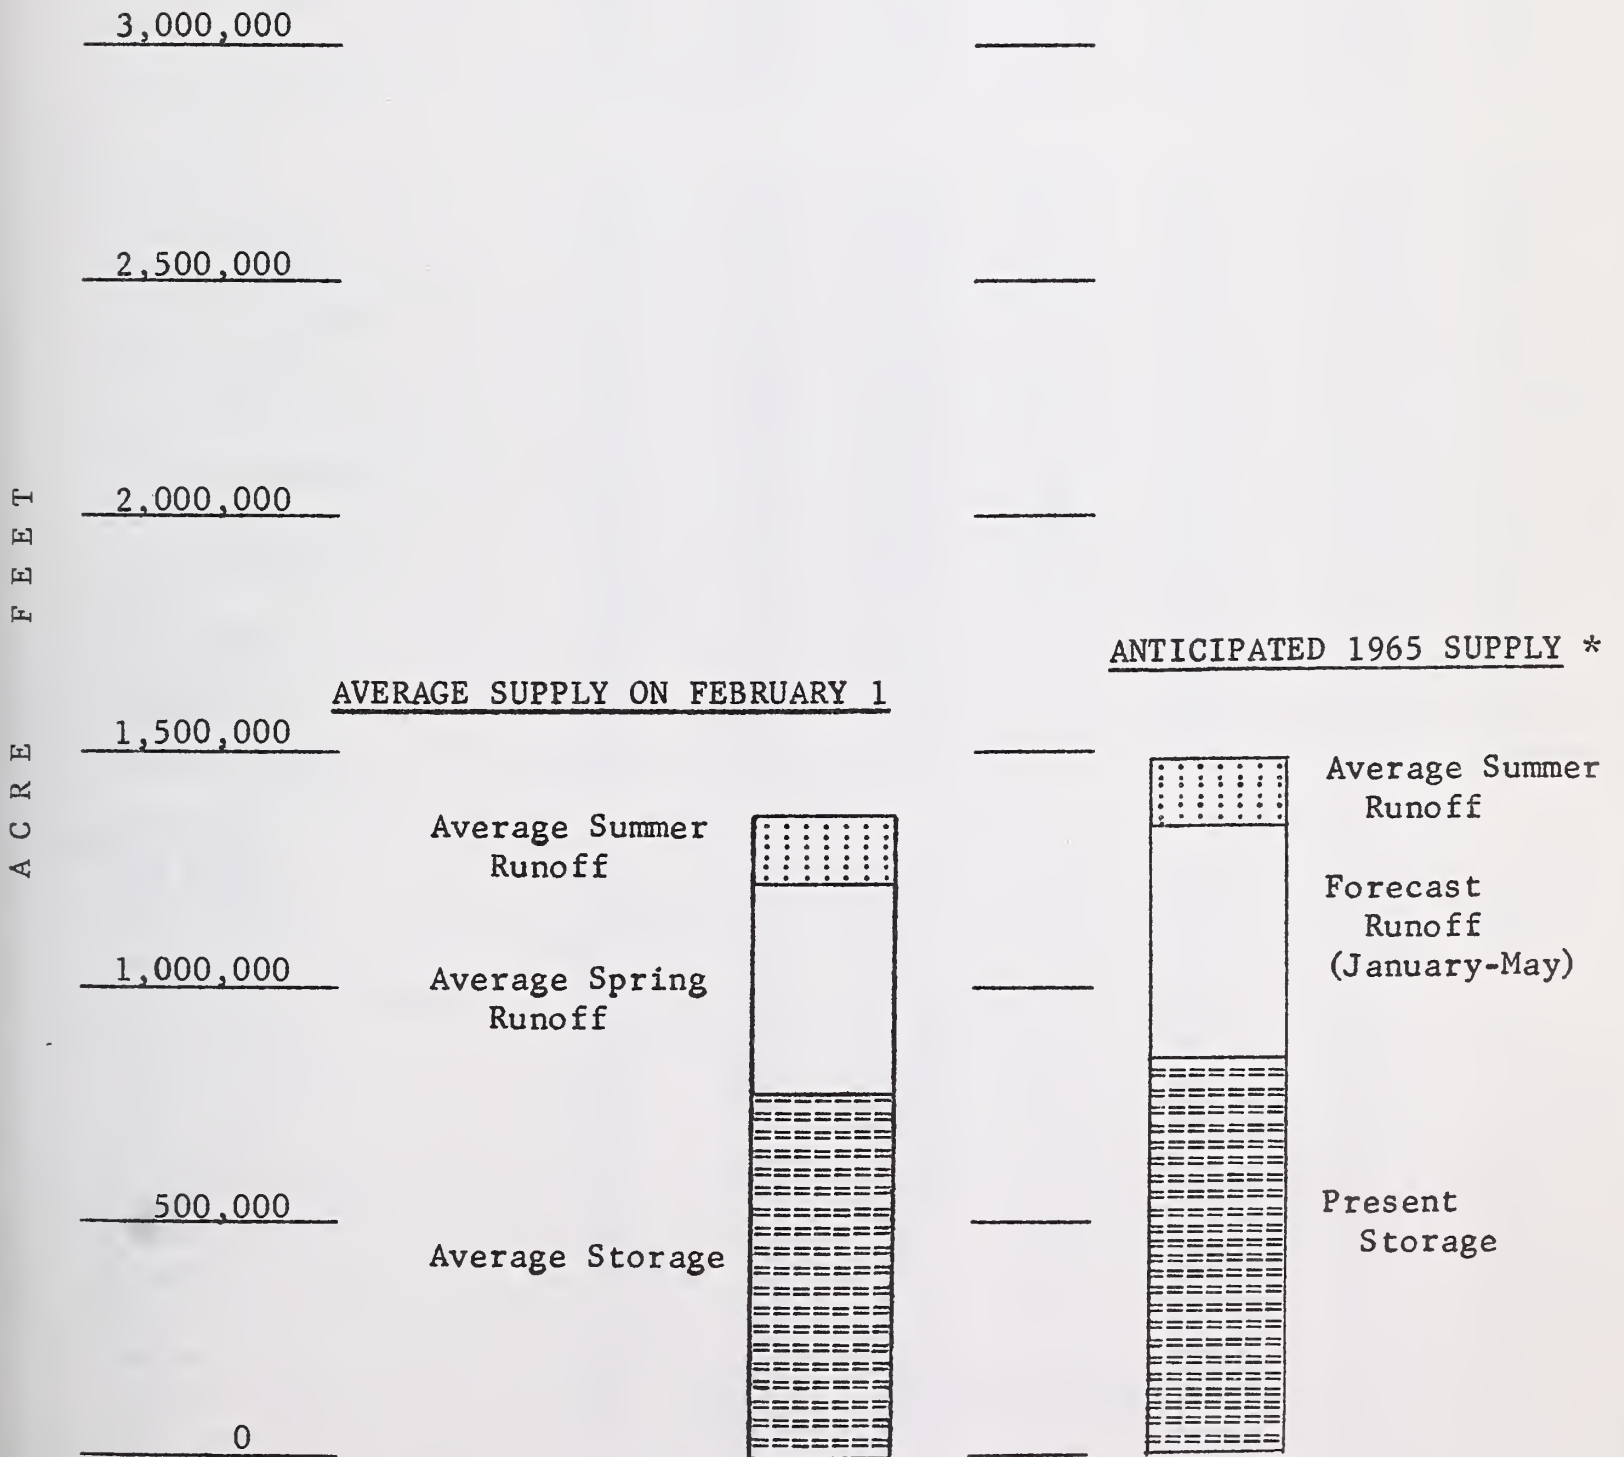 3,000,000
2,500,000
2,000,000
ACRE FEET
ANTICIPATED 1965 SUPPLY *
AVERAGE SUPPLY ON FEBRUARY 1
1,500,000
Average Summer
Runoff
Average Summer
Runoff
Forecast
Runoff
(January-May)
1,000,000
Average Spring
Runoff
500,000
Present
Storage
Average Storage
0